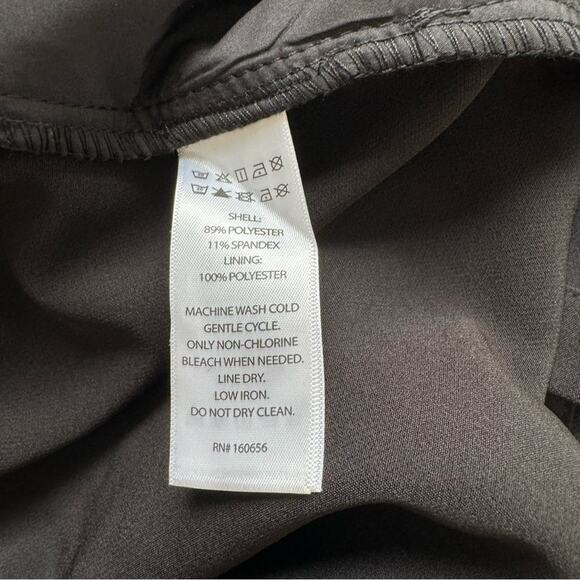 SHELL:
89% POLYESTER
11% SPANDEX
LINING:
100% POLYESTER
MACHINE WASH COLD
GENTLE CYCLE.
ONLY NON-CHLORINE
BLEACH WHEN NEEDED.
LINE DRY.
LOW IRON.
DO NOT DRY CLEAN.
RN# 160656